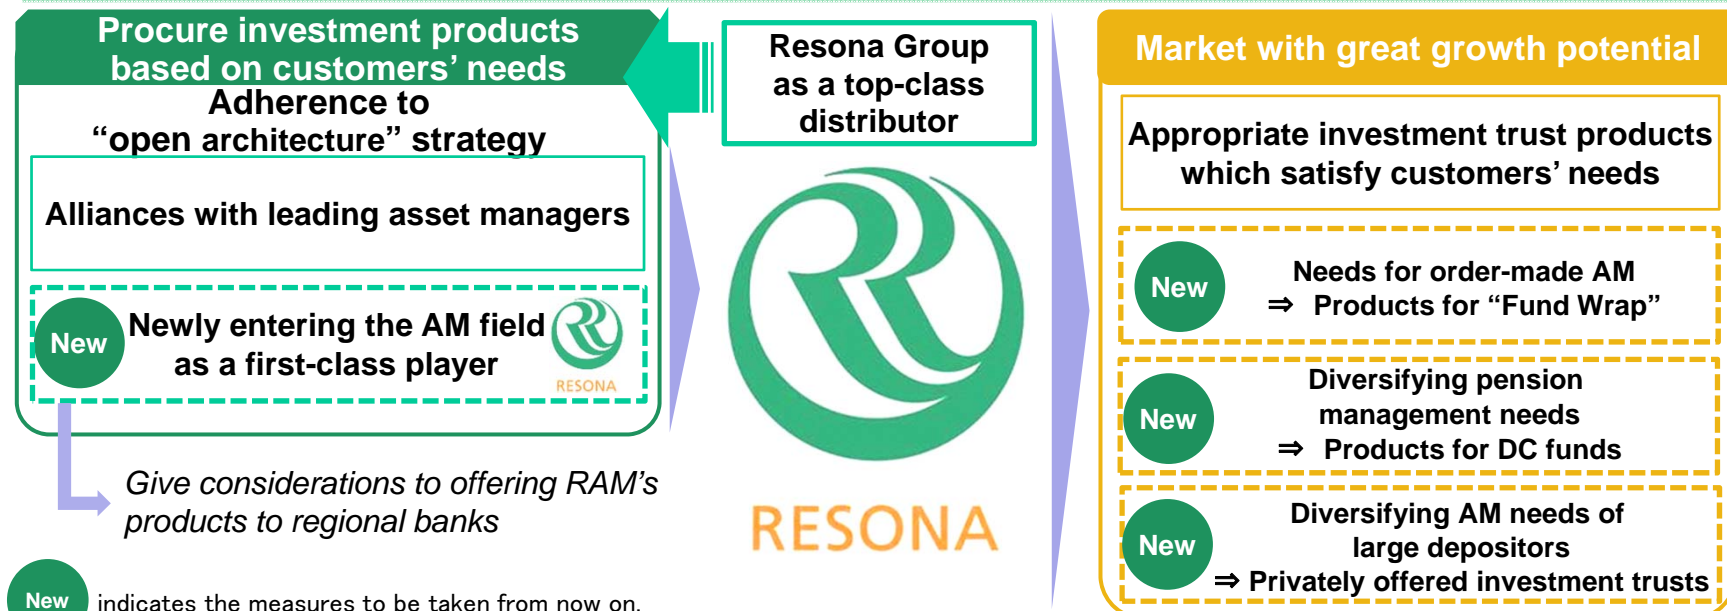 Procure investment products
based on customers’ needs
Adherence to
“open architecture” strategy
Alliances with leading asset managers
New
Newly entering the AM field
as a first-class player
RESONA
Give considerations to offering RAM’s
products to regional banks
New
indicates the measures to be taken from now on.
Resona Group
as a top-class
distributor
RESONA
Market with great growth potential
Appropriate investment trust products
which satisfy customers’ needs
New
Needs for order-made AM
⇒ Products for “Fund Wrap”
New
Diversifying pension
management needs
⇒ Products for DC funds
New
Diversifying AM needs of
large depositors
⇒ Privately offered investment trusts